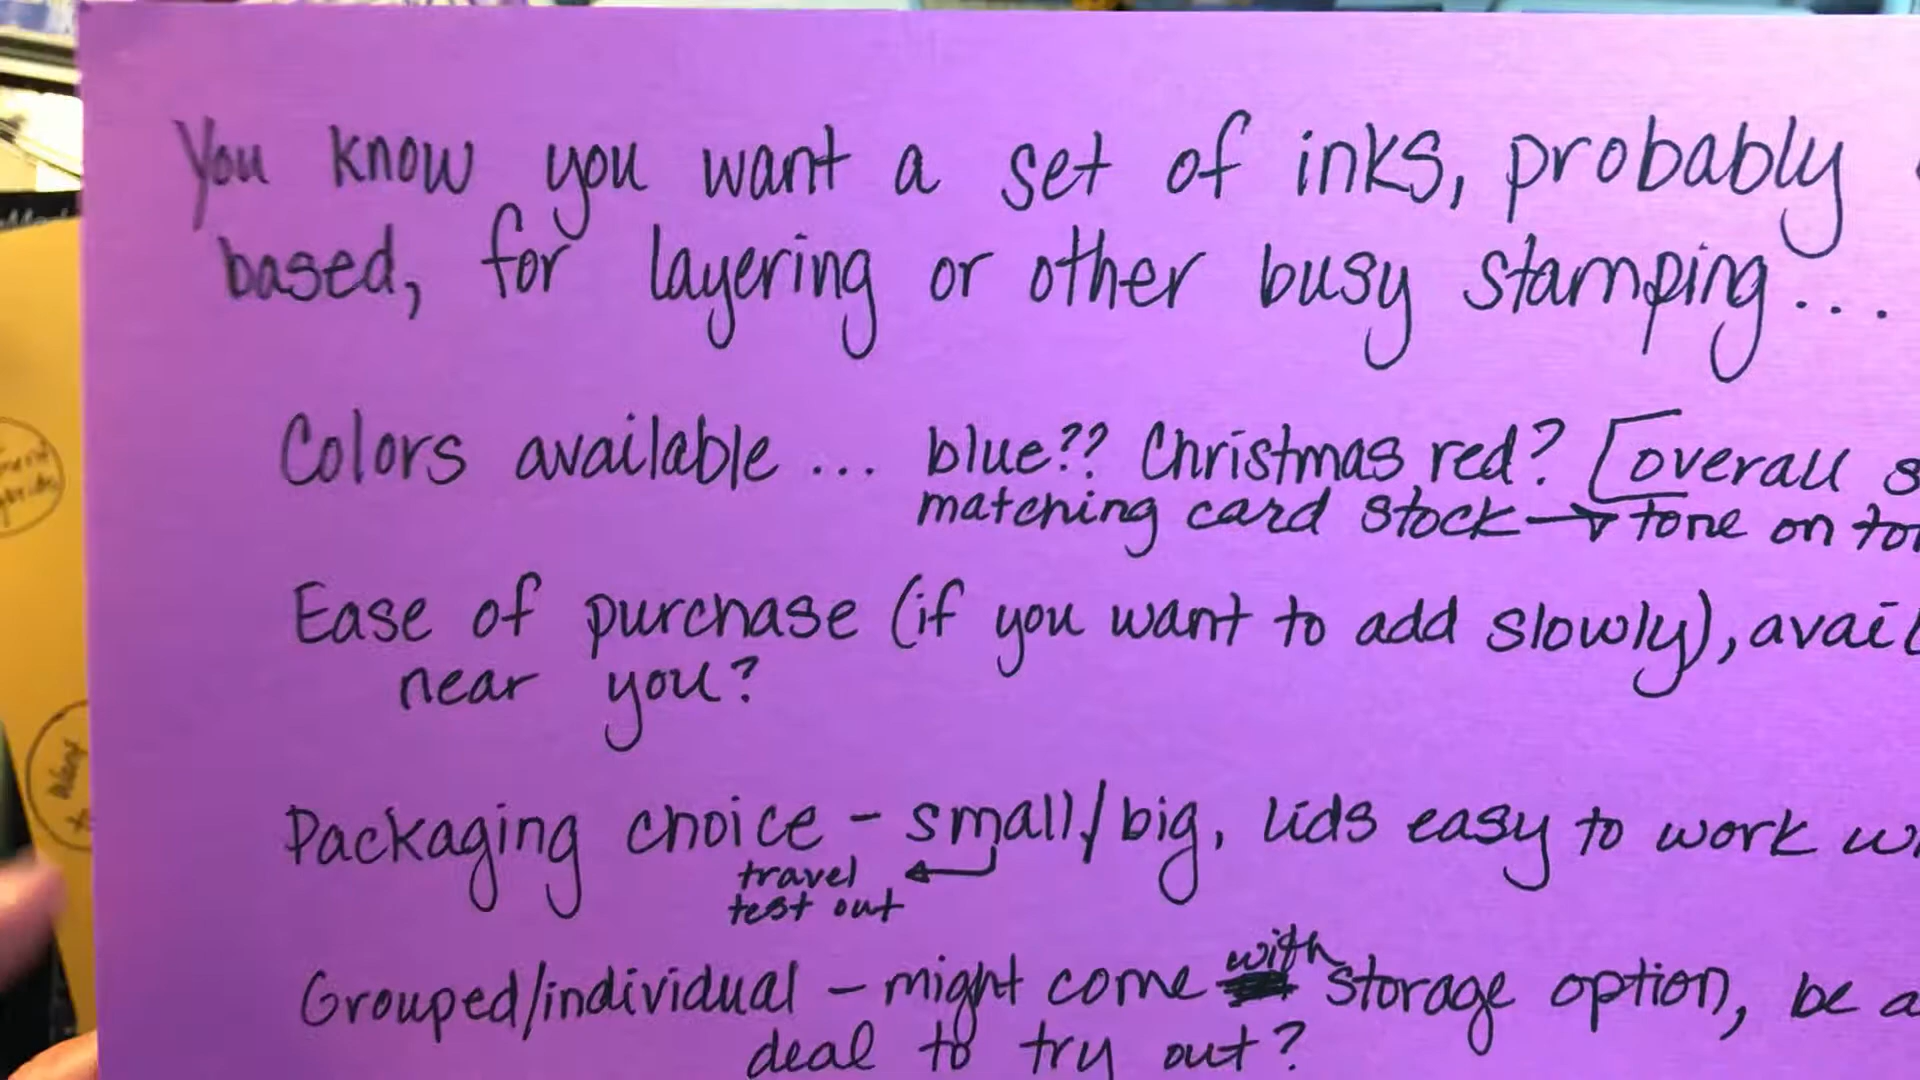 You know you want a set of inks, probably
based, for layering or other busy stamping...
Colors available ... blue?? Christmas red? [overall s
matching card stock → tone on to
Ease of purchase (if you want to add slowly), avail
near you?
Packaging choice - small/big, lids easy to work w
travel ←
test out
Grouped/individual - might come with storage option, be a
deal to try out?